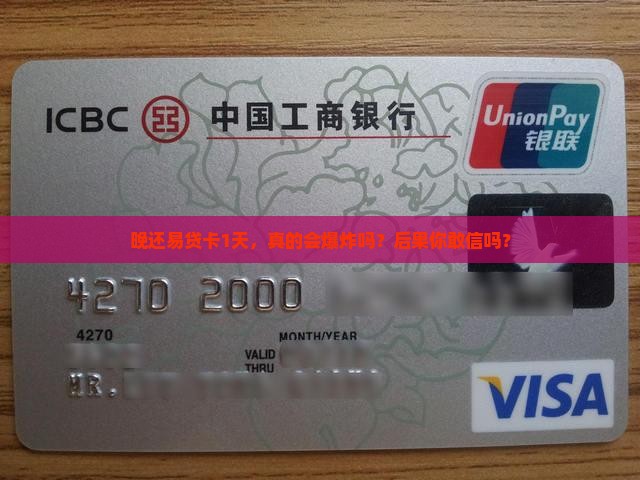 ICBC 中国工商银行
UnionPay
银联
晚还易贷卡1天，真的会爆炸吗？后果你敢信吗？
4270 2000
4270
MONTH/YEAR
VALID
THRU
MR.
VISA